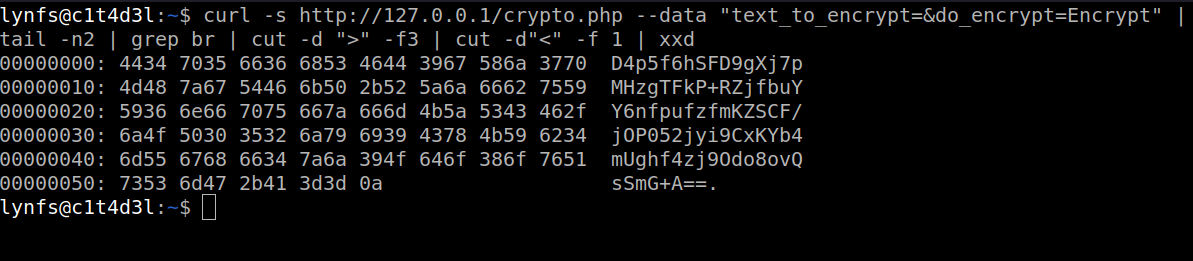 lynfs@c1t4d3l:~$ curl -s http://127.0.0.1/crypto.php --data "text_to_encrypt=&do_encrypt=Encrypt" |
tail -n2 | grep br | cut -d ">" -f3 | cut -d"<" -f 1 | xxd
00000000: 4434 7035 6636 6853 4644 3967 586a 3770  D4p5f6hSFD9gXj7p
00000010: 4d48 7a67 5446 6b50 2b52 5a6a 6662 7559  MHzgTFkP+RZjfbuY
00000020: 5936 6e66 7075 667a 666d 4b5a 5343 462f  Y6nfpufzfmKZSCF/
00000030: 6a4f 5030 3532 6a79 6939 4378 4b59 6234  jOP052jyi9CxKYb4
00000040: 6d55 6768 6634 7a6a 394f 646f 386f 7651  mUghf4zj9Odo8ovQ
00000050: 7353 6d47 2b41 3d3d 0a                   sSmG+A==.
lynfs@c1t4d3l:~$